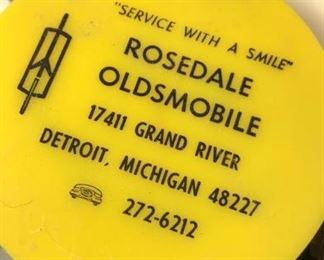 "SERVICE WITH A SMILE"
ROSEDALE
OLDSMOBILE
17411 GRAND RIVER
DETROIT, MICHIGAN 48227
272-6212